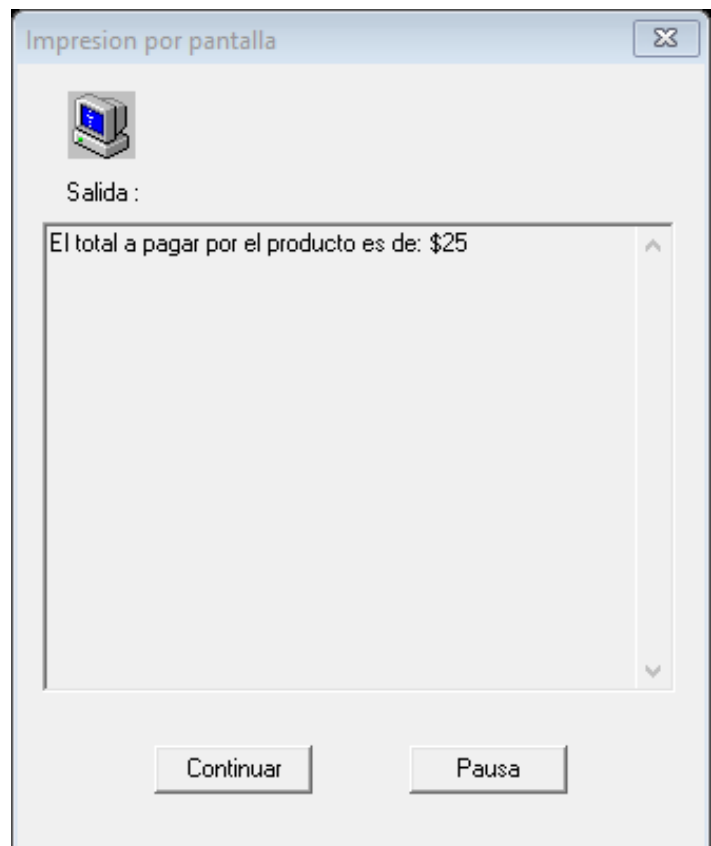 Impresion por pantalla
Salida :
El total a pagar por el producto es de: $25
Continuar
Pausa